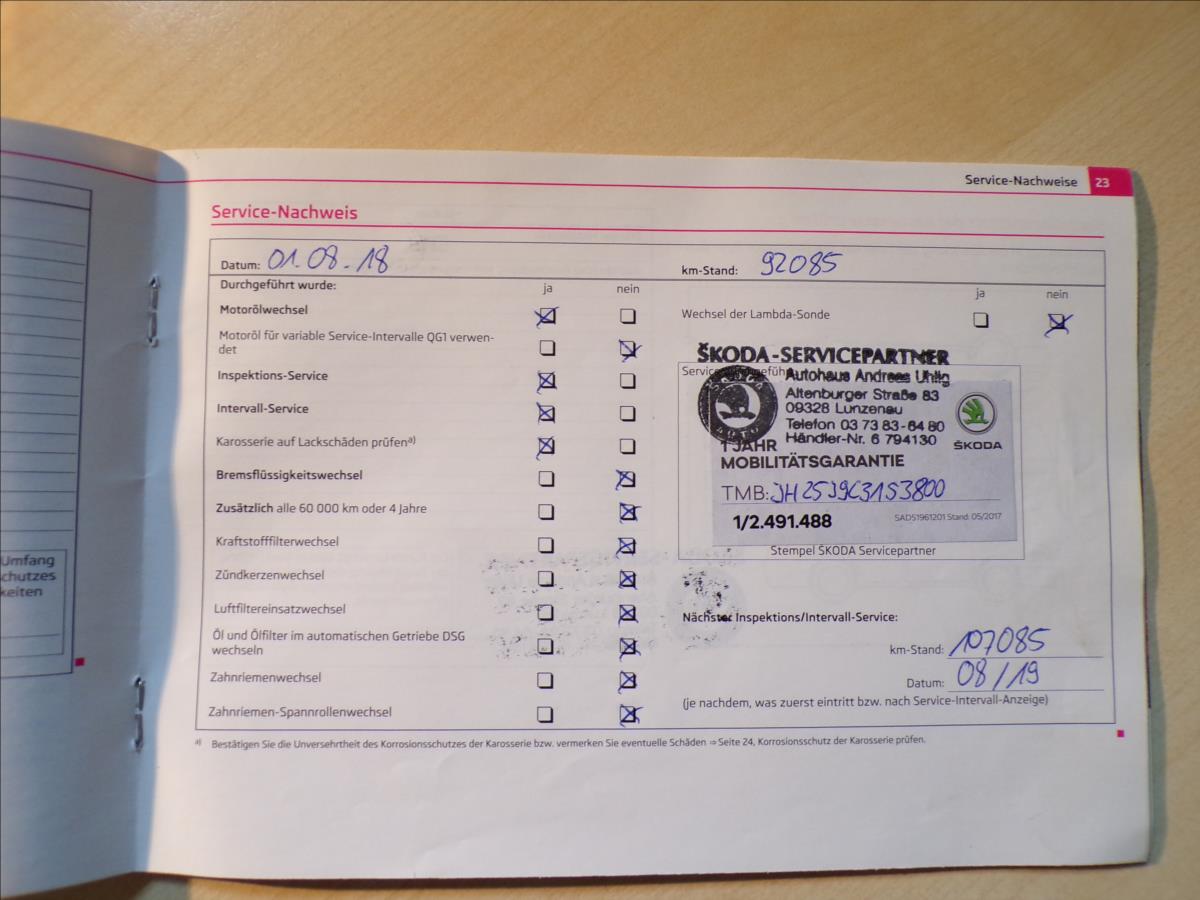 Service-Nachweise 23
Service-Nachweis
Datum: 01.08.18
km-Stand: 92085
Durchgeführt wurde: ja nein
ja nein
Motorölwechsel
Wechsel der Lambda-Sonde
Motoröl für variable Service-Intervalle QG1 verwen-
det
Inspektions-Service
Intervall-Service
Karosserie auf Lackschäden prüfena)
Bremsflüssigkeitswechsel
Zusätzlich alle 60 000 km oder 4 Jahre
Kraftstofffilterwechsel
Zündkerzenwechsel
Luftfiltereinsatzwechsel
Öl und Ölfilter im automatischen Getriebe DSG
wechseln
Zahnriemenwechsel
Zahnriemen-Spannrollenwechsel
ŠKODA-SERVICEPARTNER
Autohaus Andreas Uhlig
Altenburger Straße 83
09328 Lunzenau
Telefon 03 73 83-64 80
Händler-Nr. 6 794130
AUTO
ŠKODA
1 JAHR
MOBILITÄTSGARANTIE
TMB: JH25J9C3153800
1/2.491.488
SAD51961201 Stand: 05/2017
Stempel ŠKODA Servicepartner
Nächster Inspektions/Intervall-Service:
km-Stand: 107085
Datum: 08/19
(je nachdem, was zuerst eintritt bzw. nach Service-Intervall-Anzeige)
a) Bestätigen Sie die Unversehrtheit des Korrosionsschutzes der Karosserie bzw. vermerken Sie eventuelle Schäden ⇒ Seite 24, Korrosionsschutz der Karosserie prüfen.
Umfang
chutzes
keiten